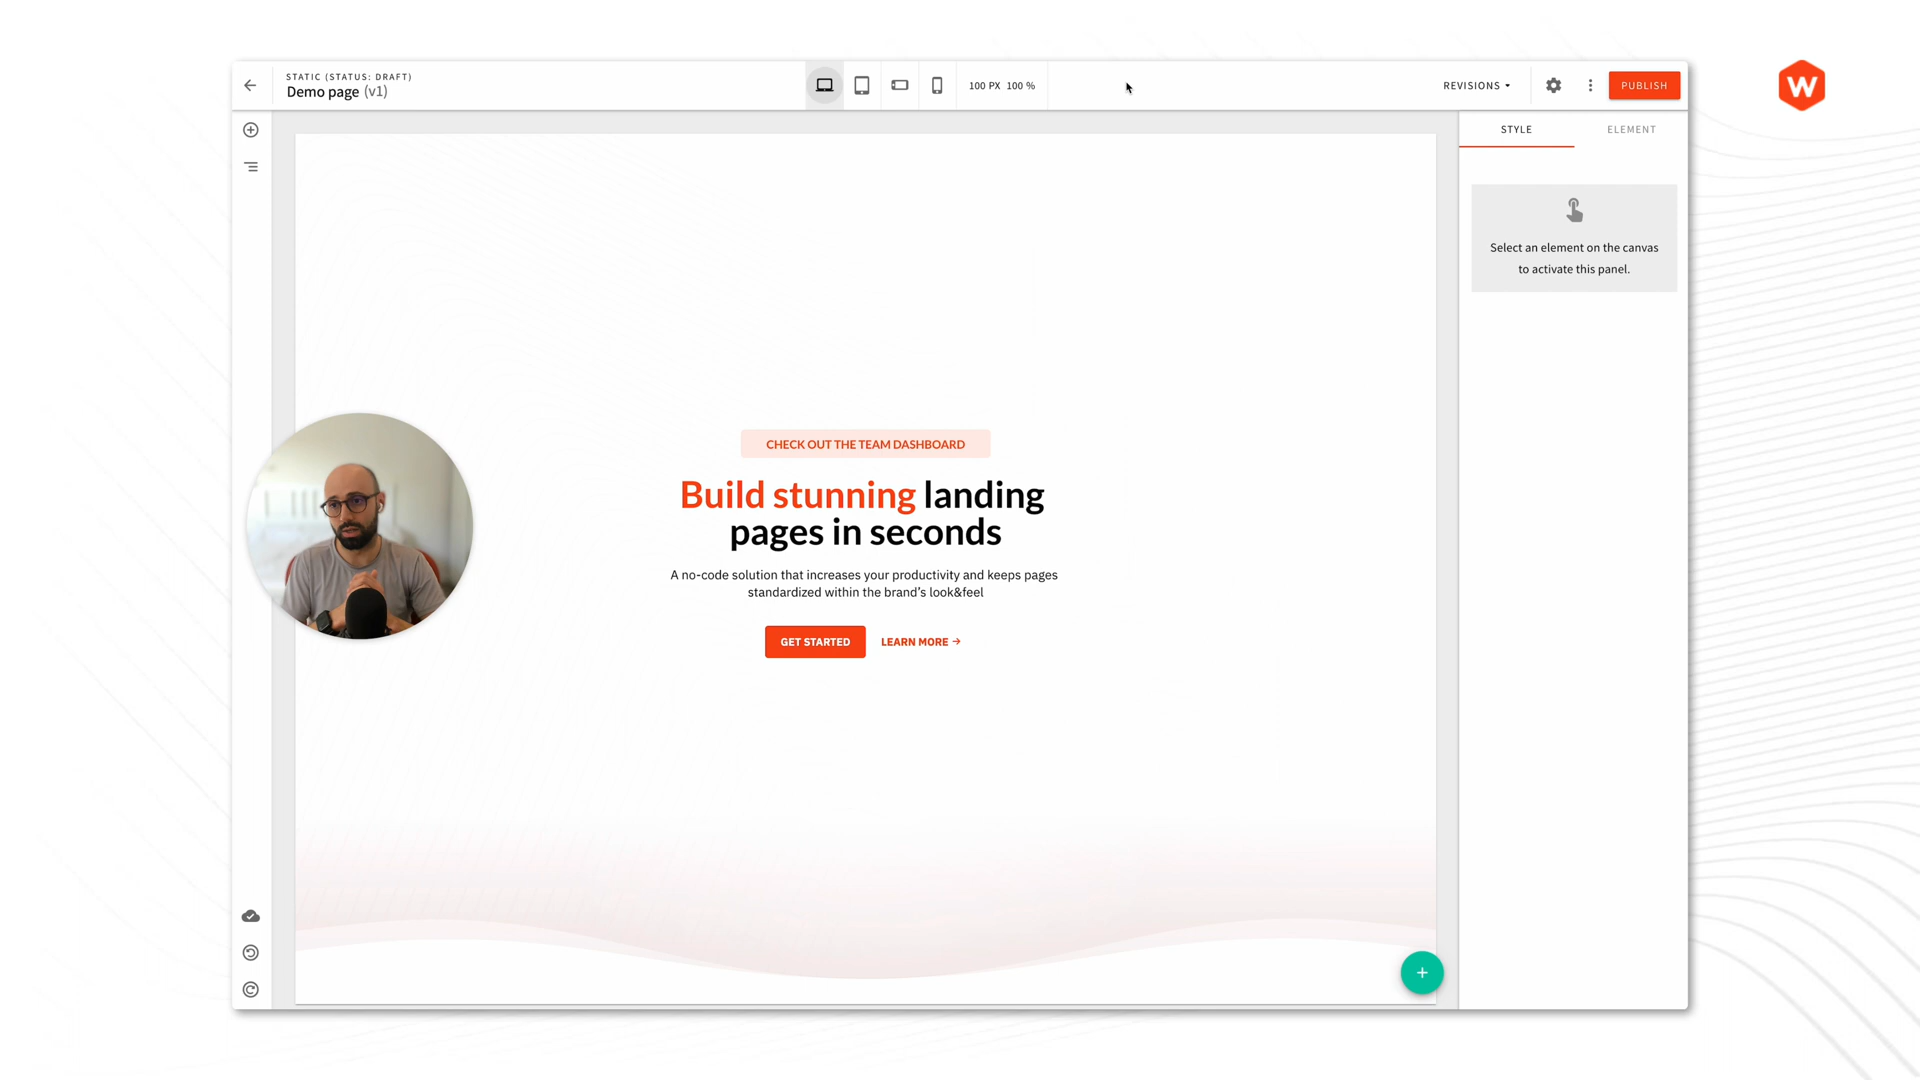 STATIC (STATUS: DRAFT)
Demo page (v1)
100 PX 100 %
REVISIONS
PUBLISH
W
STYLE
ELEMENT
Select an element on the canvas
to activate this panel.
CHECK OUT THE TEAM DASHBOARD
Build stunning landing
pages in seconds
A no-code solution that increases your productivity and keeps pages
standardized within the brand's look&feel
GET STARTED
LEARN MORE →